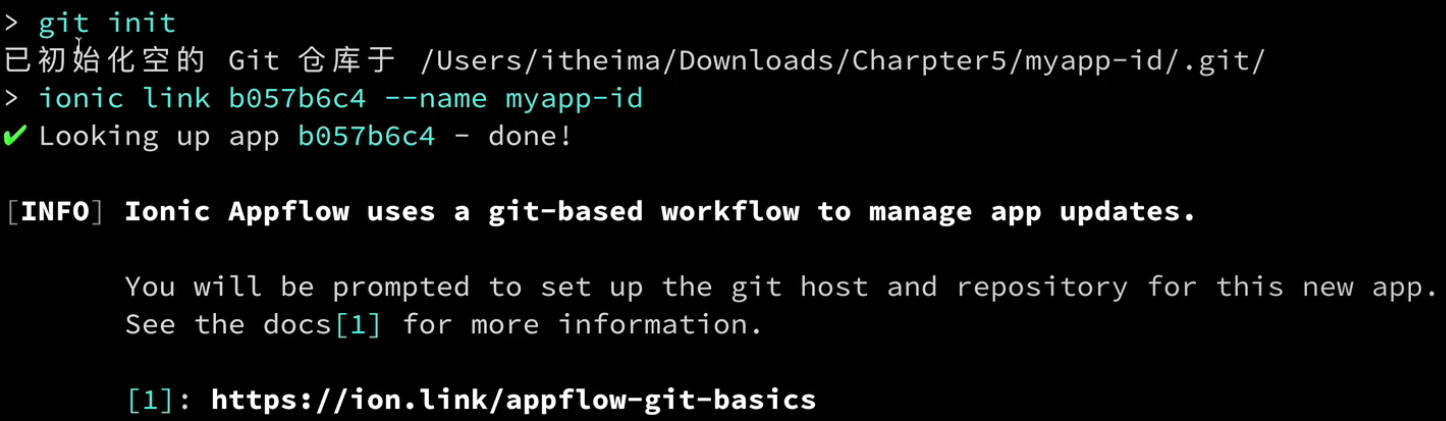 > git init
已初始化空的 Git 仓库于 /Users/itheima/Downloads/Charpter5/myapp-id/.git/
> ionic link b057b6c4 --name myapp-id
✔ Looking up app b057b6c4 - done!
[INFO] Ionic Appflow uses a git-based workflow to manage app updates.
You will be prompted to set up the git host and repository for this new app.
See the docs[1] for more information.
[1]: https://ion.link/appflow-git-basics